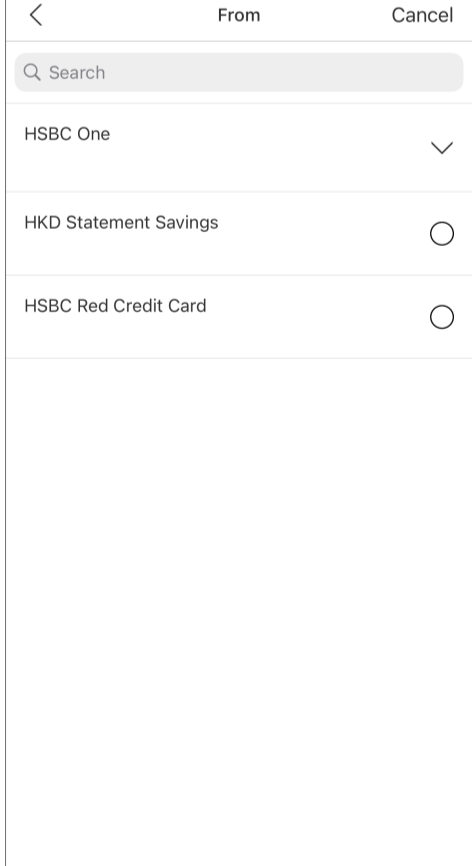 From
Cancel
Search
HSBC One
HKD Statement Savings
HSBC Red Credit Card